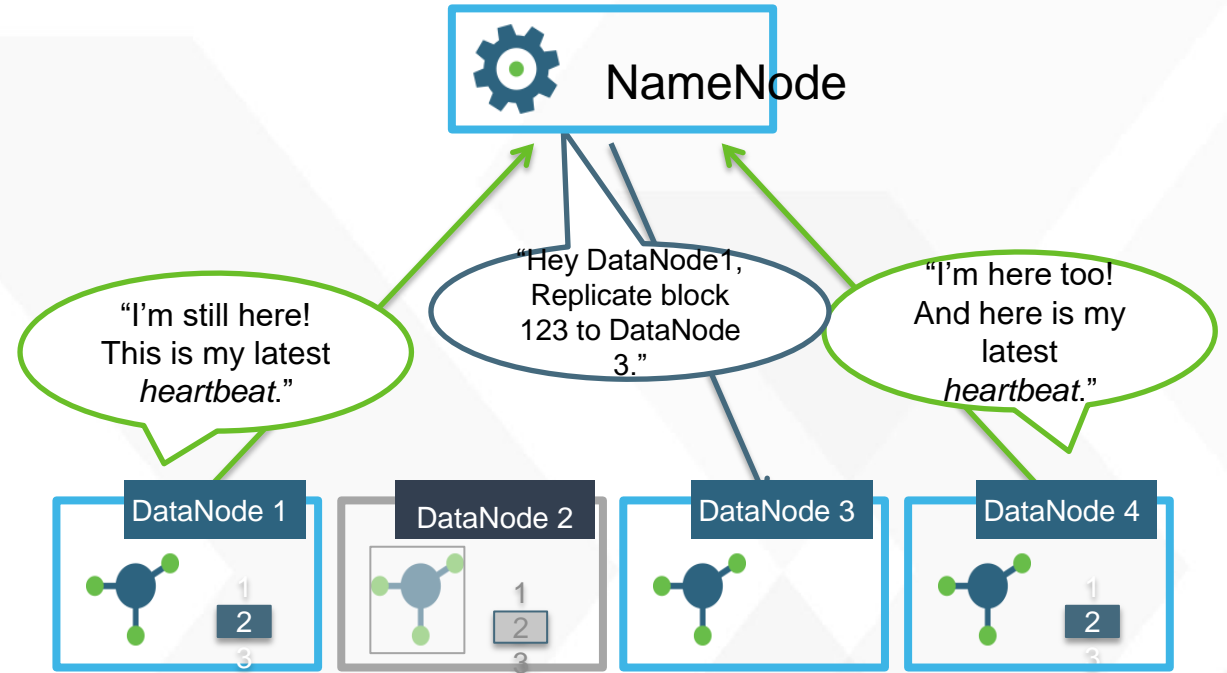 NameNode
“Hey DataNode1,
Replicate block
123 to DataNode
3.”
“I’m still here!
This is my latest
heartbeat.”
“I’m here too!
And here is my
latest
heartbeat.”
DataNode 1
1
2
3
DataNode 2
1
2
3
DataNode 3
DataNode 4
1
2
3